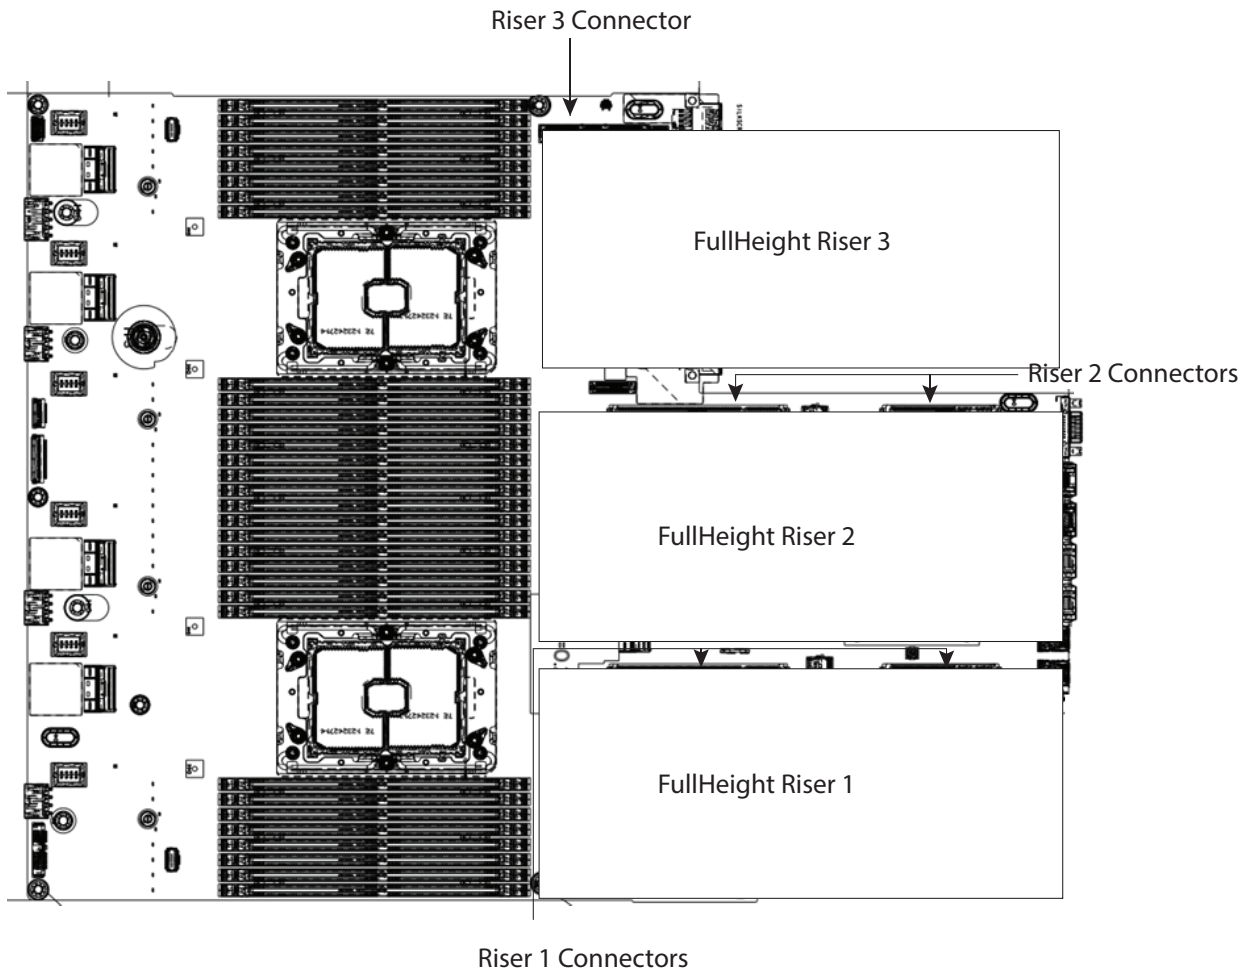 Riser 3 Connector
FullHeight Riser 3
Riser 2 Connectors
FullHeight Riser 2
FullHeight Riser 1
Riser 1 Connectors